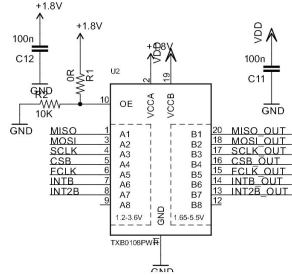 +1.8V
+1.8V
100n
C12
0R
R1
GND
R2
10K
GND
U2
+1.8V
VDD
2
19
VDD
100n
C11
GND
10
OE
VCCA
VCCB
MISO 1 A1 B1 20 MISO_OUT
MOSI 3 A2 B2 18 MOSI_OUT
SCLK 4 A3 B3 17 SCLK_OUT
CSB 5 A4 B4 16 CSB_OUT
FCLK 6 A5 B5 15 FCLK_OUT
INTB 7 A6 B6 14 INTB_OUT
INT2B 8 A7 B7 13 INT2B_OUT
9 A8 B8 12
1.2-3.6V
GND
1.65-5.5V
TXB0108PWR
GND